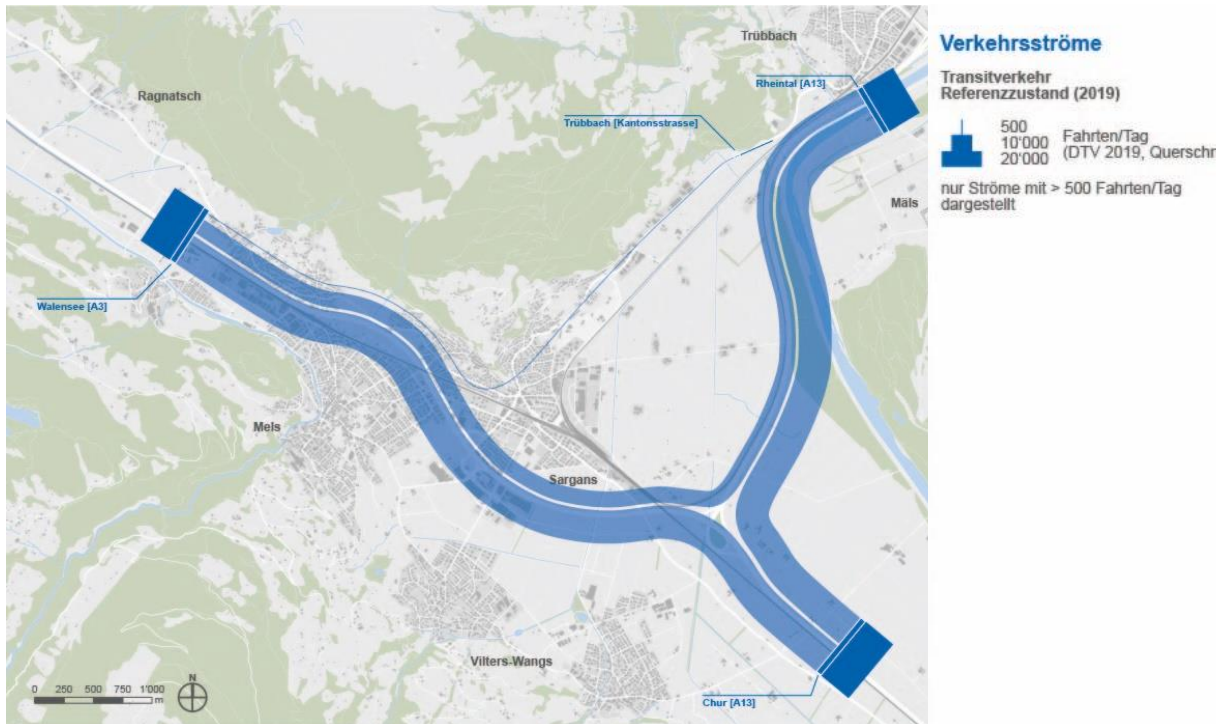 Verkehrsströme
Transitverkehr
Referenzzustand (2019)
500
10'000
20'000
Fahrten/Tag
(DTV 2019, Querschr
nur Ströme mit > 500 Fahrten/Tag
dargestellt
Trübbach
Rheintal [A13]
Ragnatsch
Trübbach [Kantonsstrasse]
Mäls
Walensee [A3]
Mels
Sargans
Vilters-Wangs
Chur [A13]
0 250 500 750 1'000
m
N